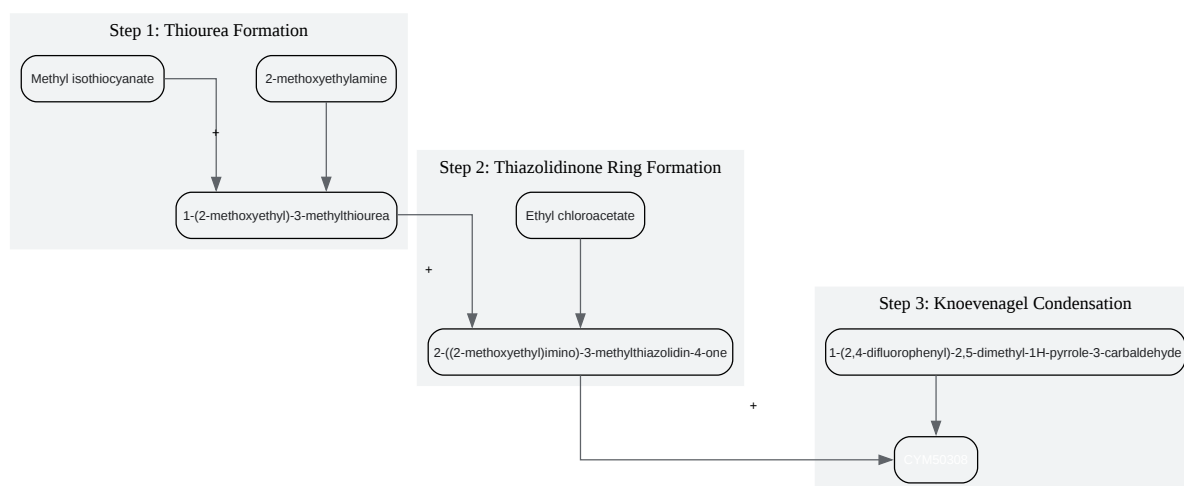 Step 1: Thiourea Formation
Methyl isothiocyanate
2-methoxyethylamine
+
1-(2-methoxyethyl)-3-methylthiourea
Step 2: Thiazolidinone Ring Formation
Ethyl chloroacetate
+
2-((2-methoxyethyl)imino)-3-methylthiazolidin-4-one
Step 3: Knoevenagel Condensation
1-(2,4-difluorophenyl)-2,5-dimethyl-1H-pyrrole-3-carbaldehyde
+
CYM50308